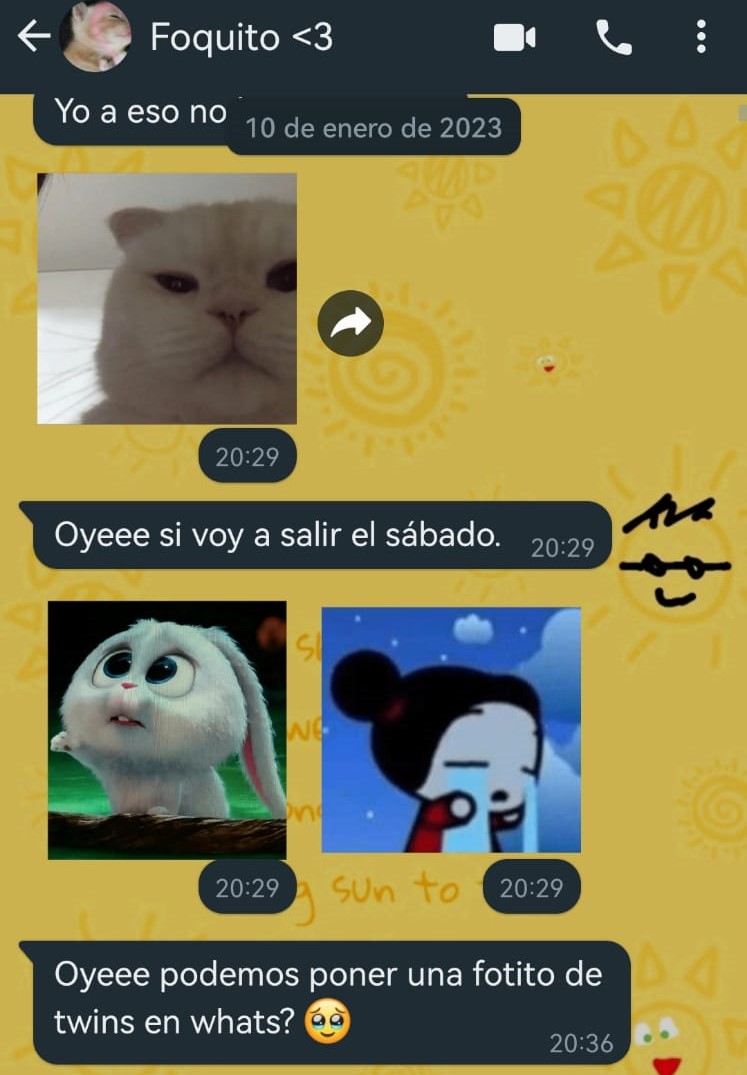 Foquito <3
Yo a eso no
10 de enero de 2023
20:29
Oyeee si voy a salir el sábado.
20:29
20:29
20:29
sun to
Oyeee podemos poner una fotito de
twins en whats? 🥹
20:36